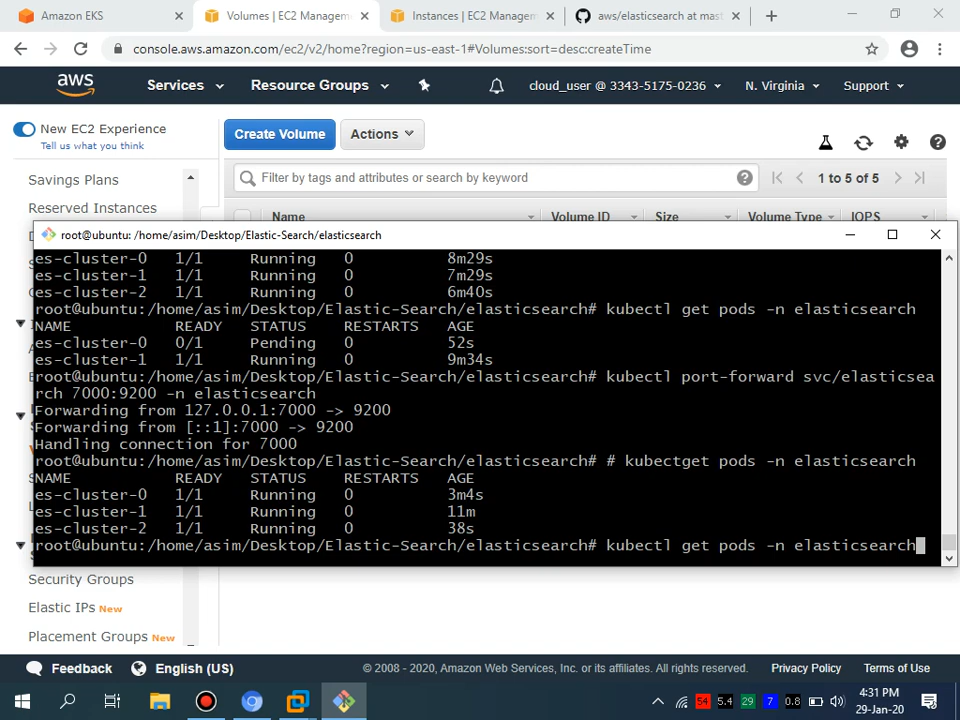 Amazon EKS
Volumes | EC2 Management
Instances | EC2 Managem
aws/elasticsearch at mast
console.aws.amazon.com/ec2/v2/home?region=us-east-1#Volumes:sort=desc:createTime
aws
Services
Resource Groups
cloud_user @ 3343-5175-0236
N. Virginia
Support
New EC2 Experience
Tell us what you think
Savings Plans
Reserved Instances
Create Volume
Actions
Filter by tags and attributes or search by keyword
1 to 5 of 5
Name
Volume ID
Size
Volume Type
IOPS
root@ubuntu: /home/asim/Desktop/Elastic-Search/elasticsearch
es-cluster-0 1/1 Running 0 8m29s
es-cluster-1 1/1 Running 0 7m29s
es-cluster-2 1/1 Running 0 6m40s
root@ubuntu:/home/asim/Desktop/Elastic-Search/elasticsearch# kubectl get pods -n elasticsearch
NAME READY STATUS RESTARTS AGE
es-cluster-0 0/1 Pending 0 52s
es-cluster-1 1/1 Running 0 9m34s
root@ubuntu:/home/asim/Desktop/Elastic-Search/elasticsearch# kubectl port-forward svc/elasticsea
rch 7000:9200 -n elasticsearch
Forwarding from 127.0.0.1:7000 -> 9200
Forwarding from [::1]:7000 -> 9200
Handling connection for 7000
root@ubuntu:/home/asim/Desktop/Elastic-Search/elasticsearch# # kubectget pods -n elasticsearch
NAME READY STATUS RESTARTS AGE
es-cluster-0 1/1 Running 0 3m4s
es-cluster-1 1/1 Running 0 11m
es-cluster-2 1/1 Running 0 38s
root@ubuntu:/home/asim/Desktop/Elastic-Search/elasticsearch# kubectl get pods -n elasticsearch
Security Groups
Elastic IPs New
Placement Groups New
Feedback
English (US)
© 2008 - 2020, Amazon Web Services, Inc. or its affiliates. All rights reserved.
Privacy Policy
Terms of Use
54
5.4
29
7
0.8
4:31 PM
29-Jan-20